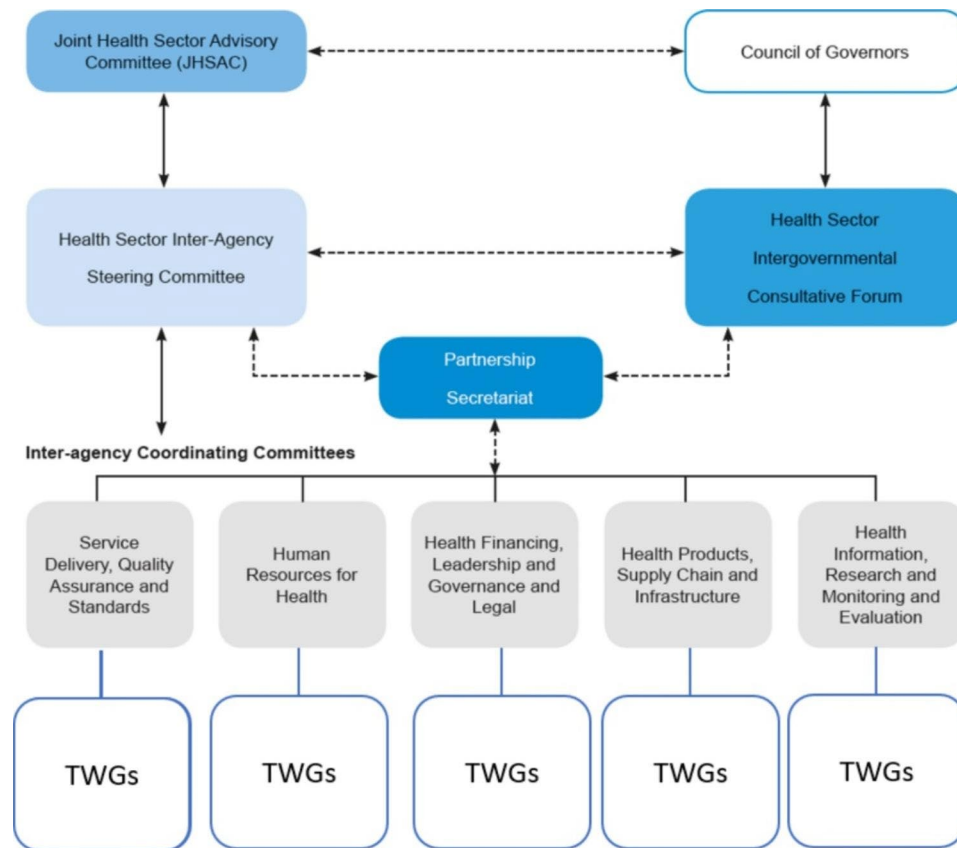 Joint Health Sector Advisory
Committee (JHSAC)
Council of Governors
Health Sector Inter-Agency
Steering Committee
Health Sector
Intergovernmental
Consultative Forum
Partnership
Secretariat
Inter-agency Coordinating Committees
Service
Delivery, Quality
Assurance and
Standards
Human
Resources for
Health
Health Financing,
Leadership and
Governance and
Legal
Health Products,
Supply Chain and
Infrastructure
Health
Information,
Research and
Monitoring and
Evaluation
TWGs
TWGs
TWGs
TWGs
TWGs